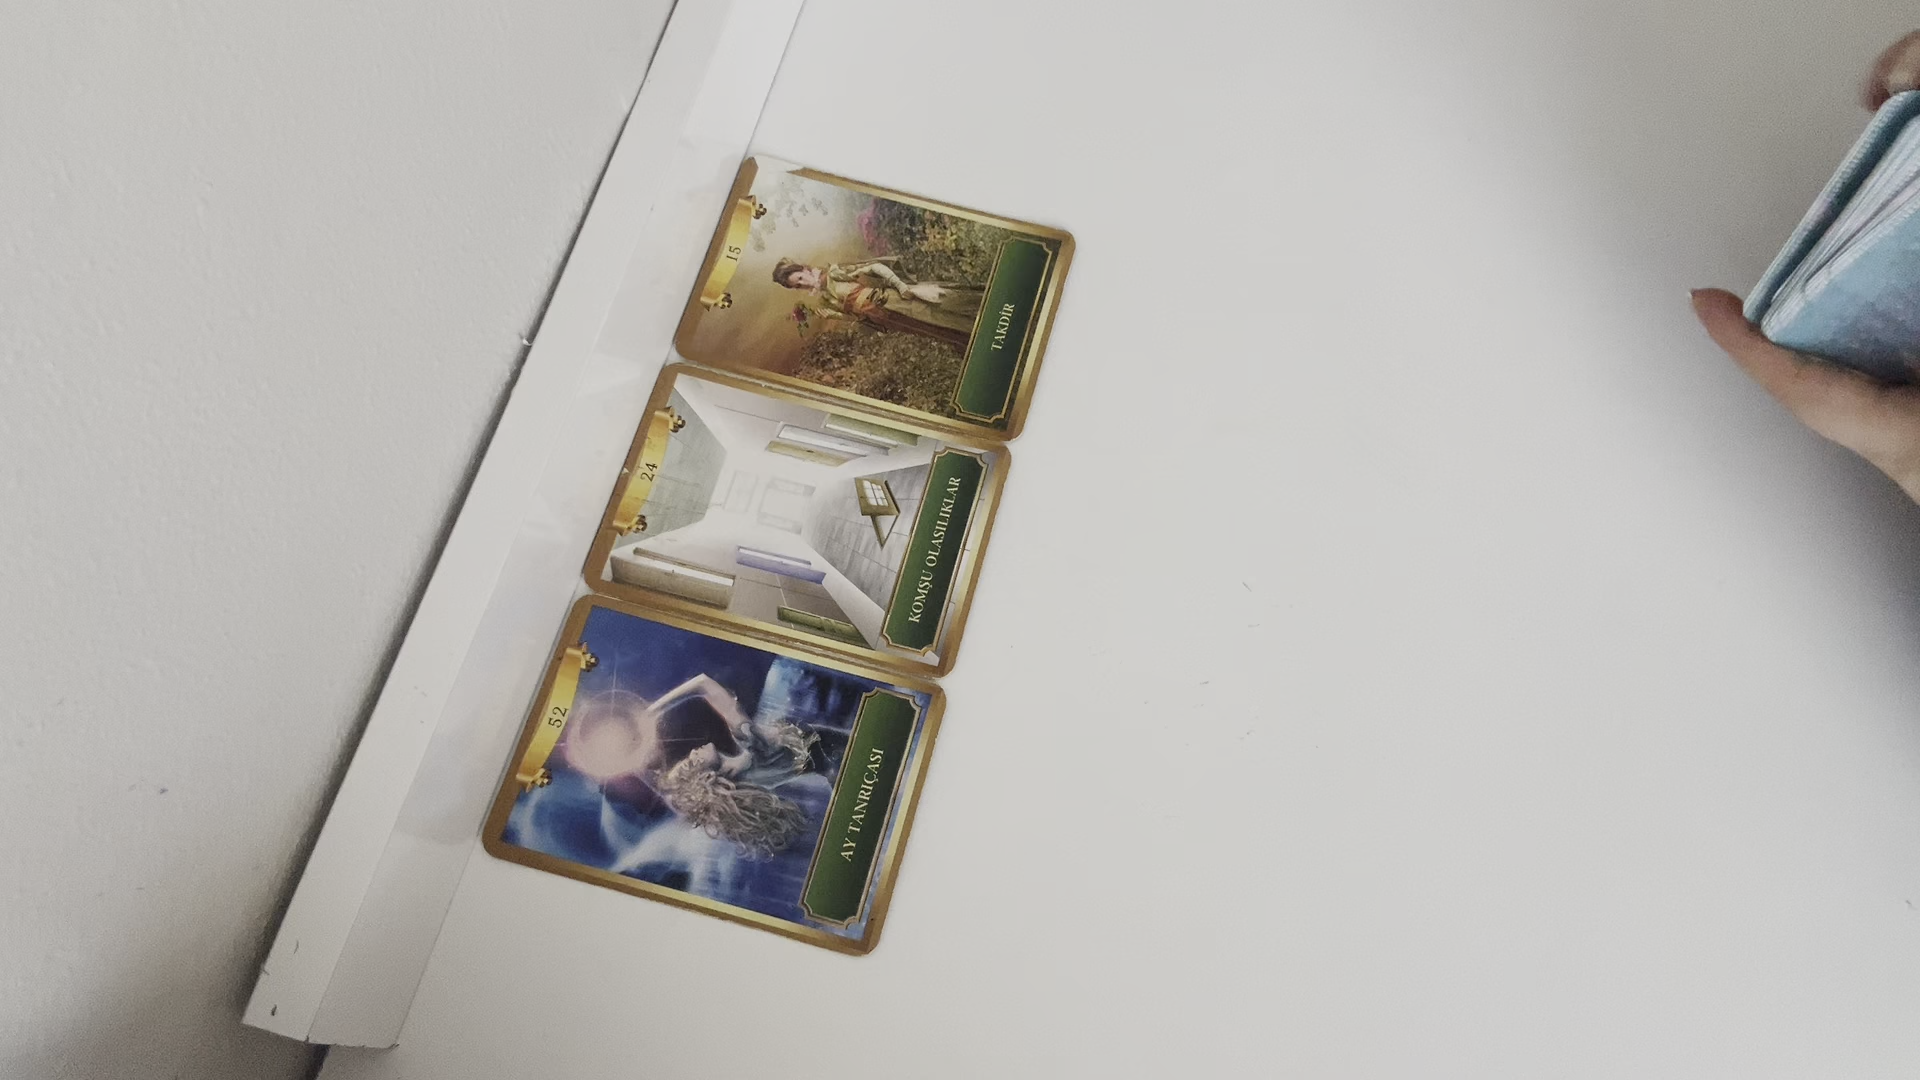 15
TAKDİR
24
KOMŞU OLASILIKLAR
52
AY TANRIÇASI